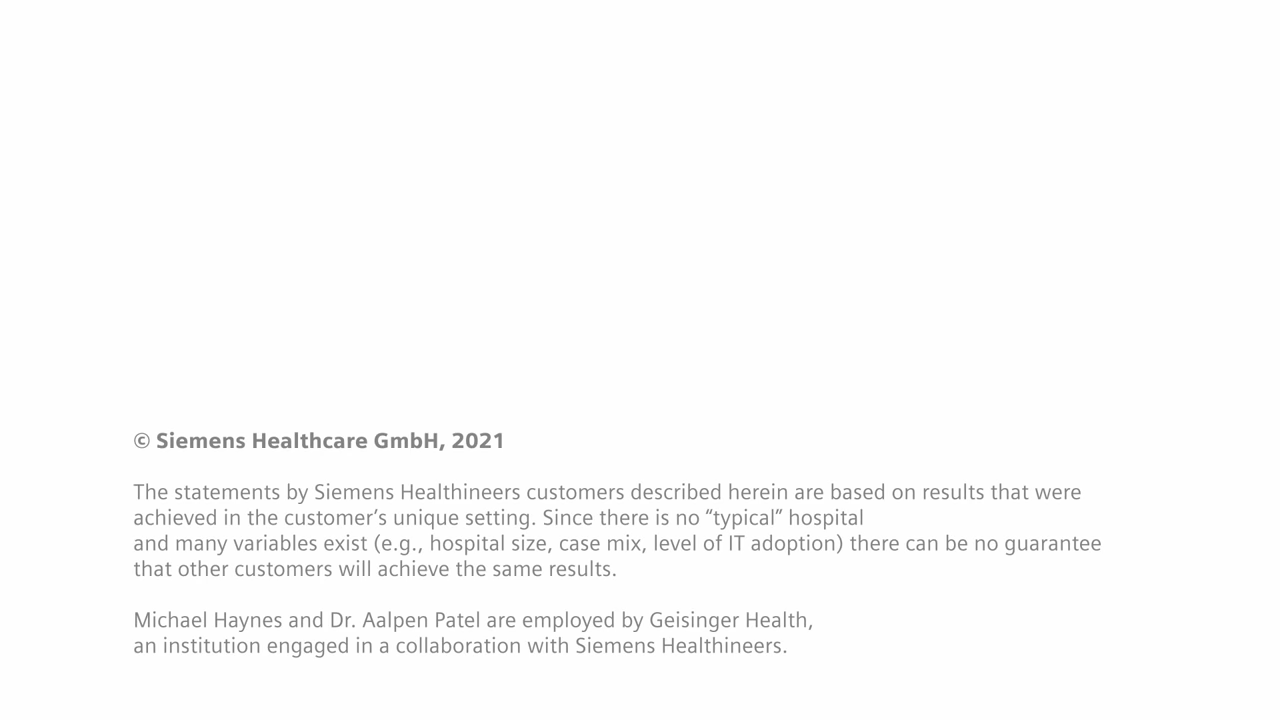 © Siemens Healthcare GmbH, 2021
The statements by Siemens Healthineers customers described herein are based on results that were
achieved in the customer’s unique setting. Since there is no “typical” hospital
and many variables exist (e.g., hospital size, case mix, level of IT adoption) there can be no guarantee
that other customers will achieve the same results.
Michael Haynes and Dr. Aalpen Patel are employed by Geisinger Health,
an institution engaged in a collaboration with Siemens Healthineers.